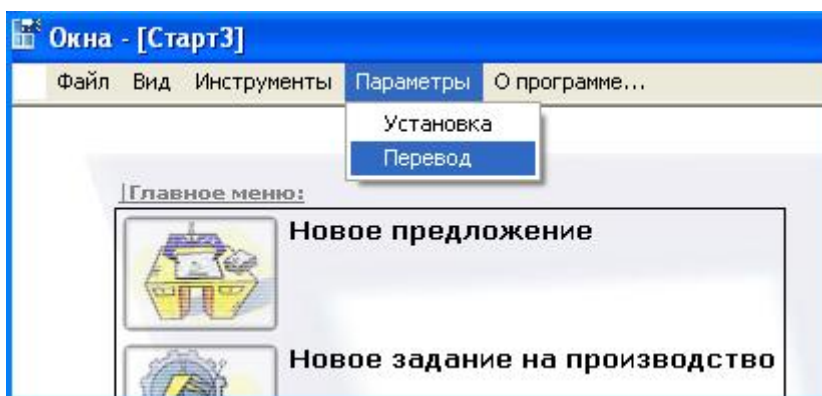 Окна - [Старт3]
Файл Вид Инструменты Параметры О программе...
Установка
Перевод
Главное меню:
Новое предложение
Новое задание на производство